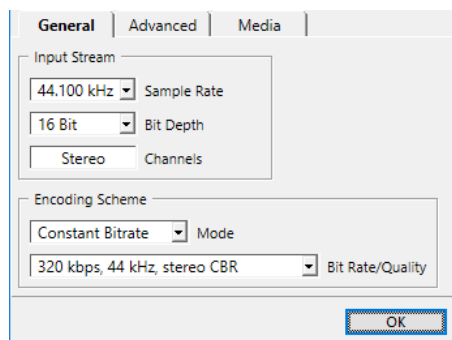 General Advanced Media
Input Stream
44.100 kHz Sample Rate
16 Bit Bit Depth
Stereo Channels
Encoding Scheme
Constant Bitrate Mode
320 kbps, 44 kHz, stereo CBR Bit Rate/Quality
OK